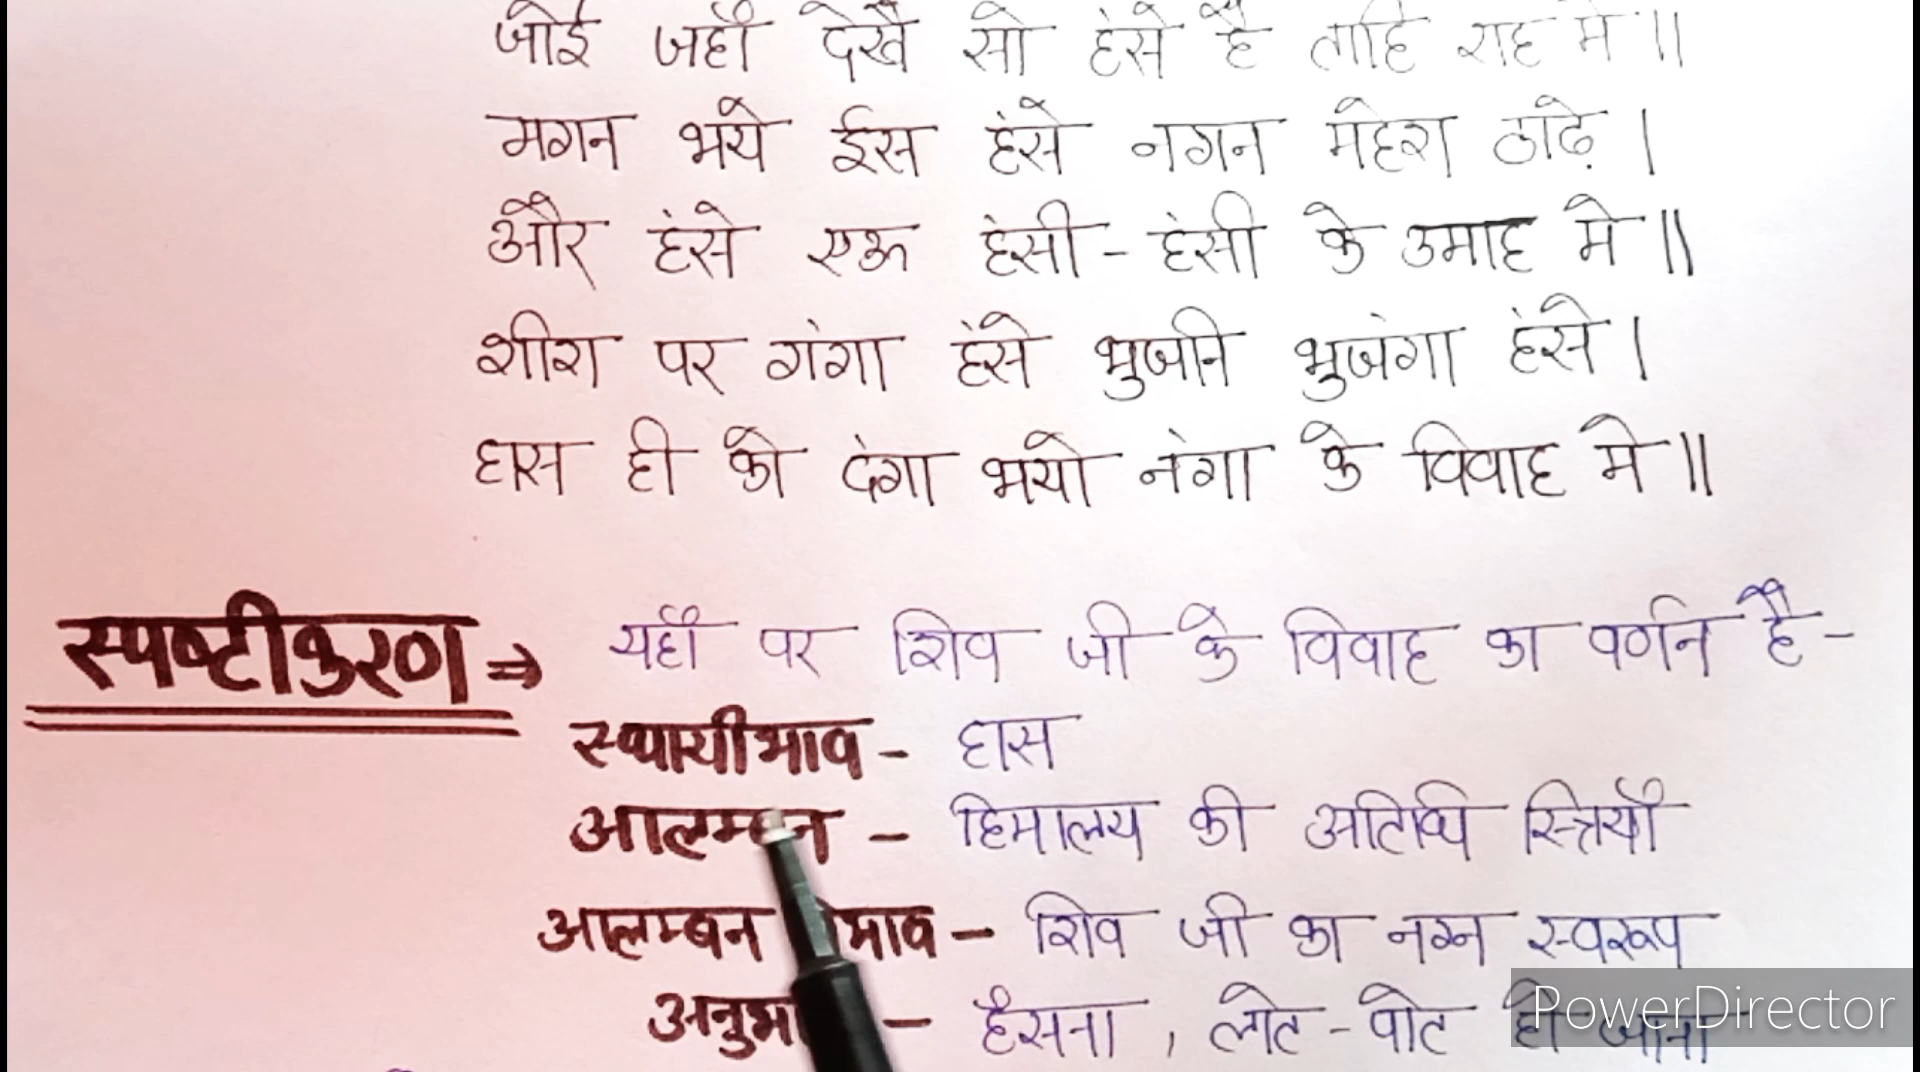 जोई जहाँ देखै सो हंसे है ताहि राह मे ||
मगन भये ईस हंसे नगन महेश ठाढ़े |
और हंसे एऊ हंसी - हंसी के उमाह मे ||
शीश पर गंगा हंसे भुजनि भुजंगा हंसे |
हास ही को दंगा भयो नंगा के विवाह मे ||
स्पष्टीकरण ⇒ यहाँ पर शिव जी के विवाह का वर्णन है -
स्थायीभाव - हास
आलम्बन - हिमालय की अतिथि स्त्रियाँ
आलम्बन भाव - शिव जी का नग्न स्वरूप
अनुभा - हँसना , लोट - पोट हो जाना
PowerDirector